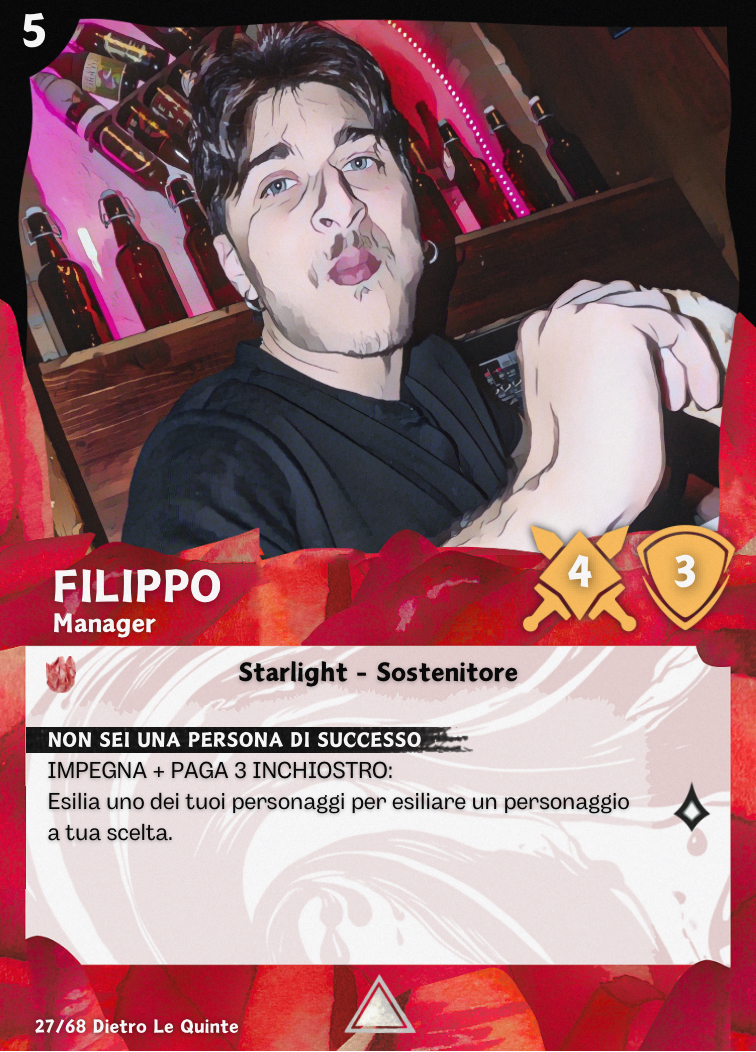 5
4
3
FILIPPO
Manager
Starlight - Sostenitore
NON SEI UNA PERSONA DI SUCCESSO
IMPEGNA + PAGA 3 INCHIOSTRO:
Esilia uno dei tuoi personaggi per esiliare un personaggio
a tua scelta.
27/68 Dietro Le Quinte